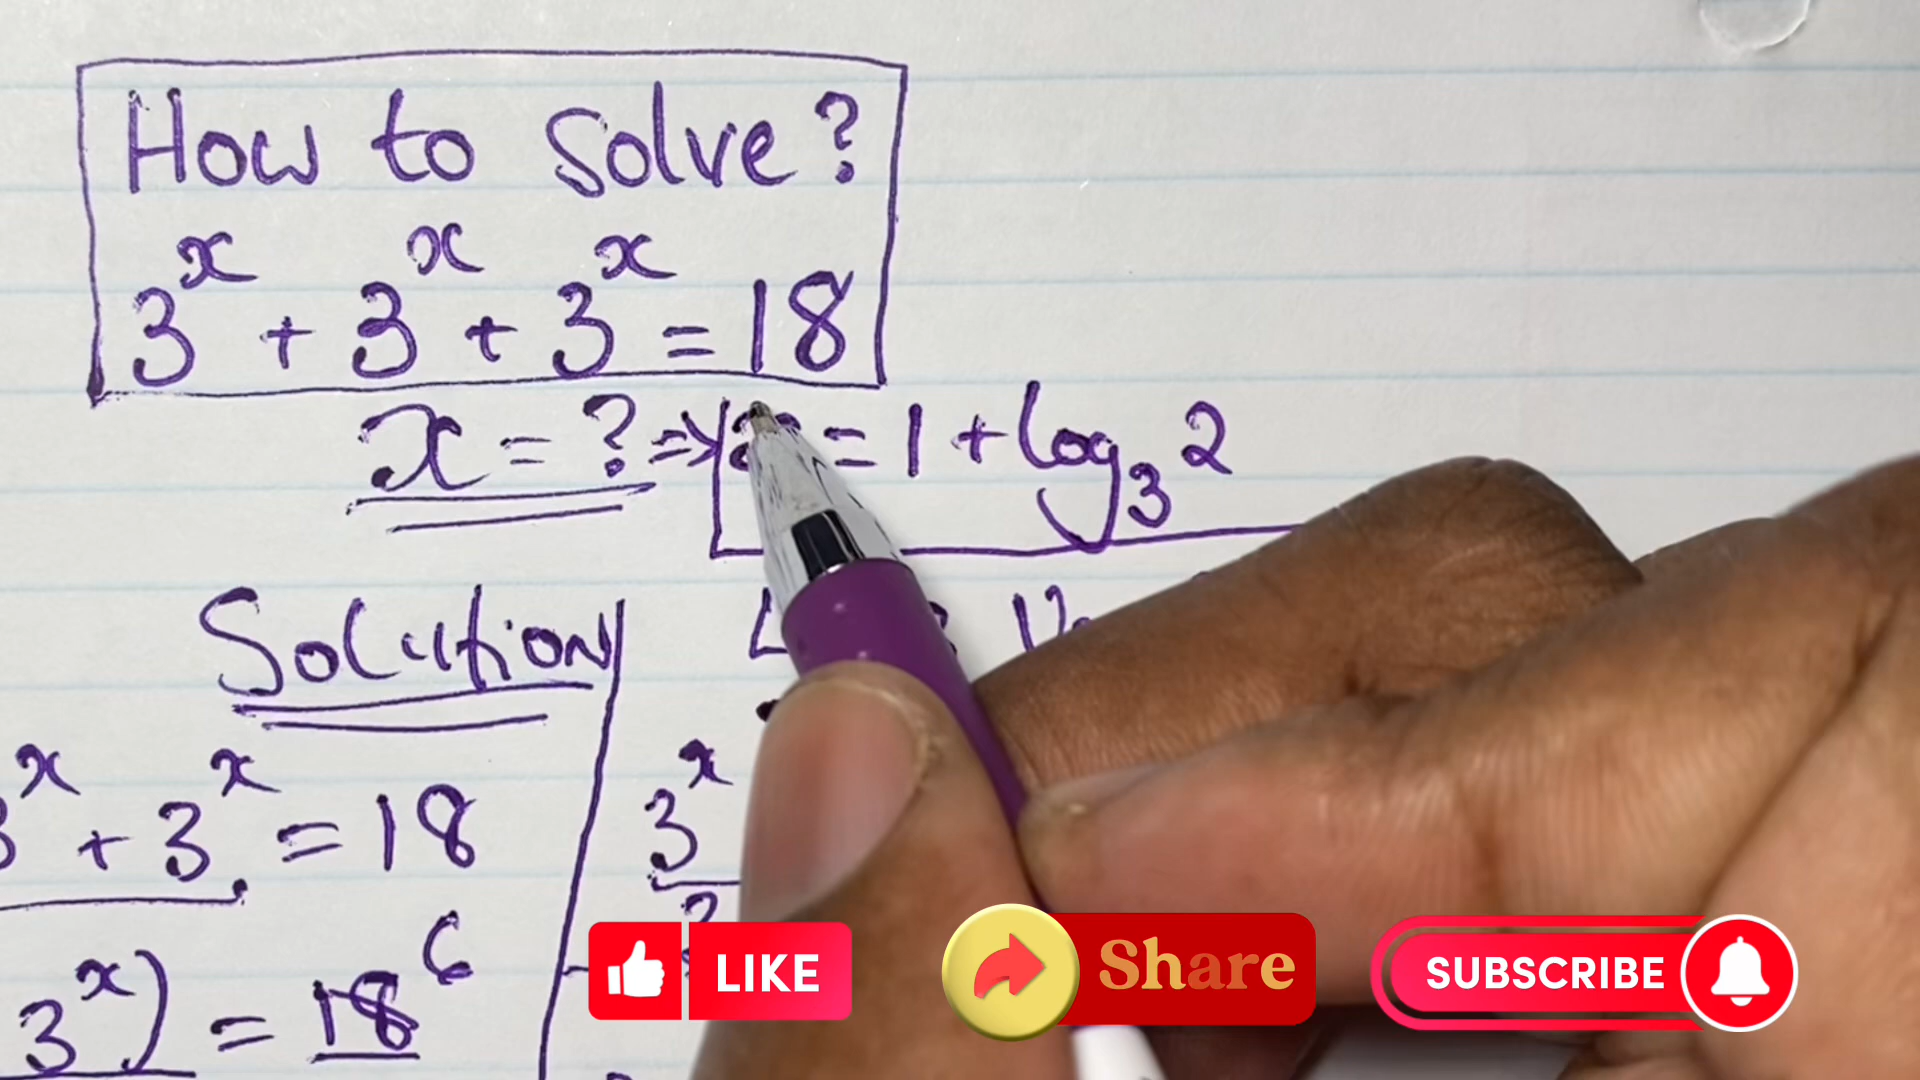 How to solve?
3^x + 3^x + 3^x = 18
x = ? => = 1 + log_3 2
Solution
3^x + 3^x = 18
3^x
3^x) = 18 6
LIKE
Share
SUBSCRIBE